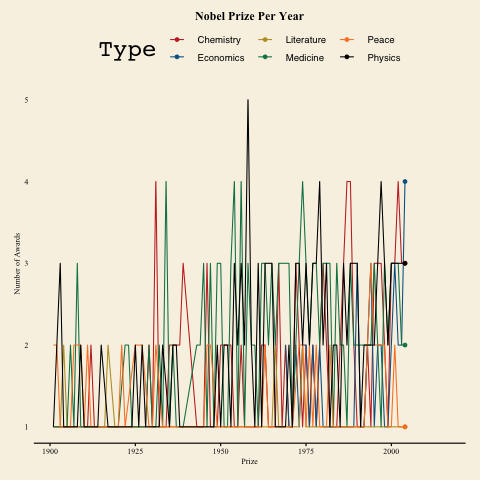 Nobel Prize Per Year
Type
Chemistry Literature Peace
Economics Medicine Physics
5
4
3
2
1
Number of Awards
1900 1925 1950 1975 2000
Prize